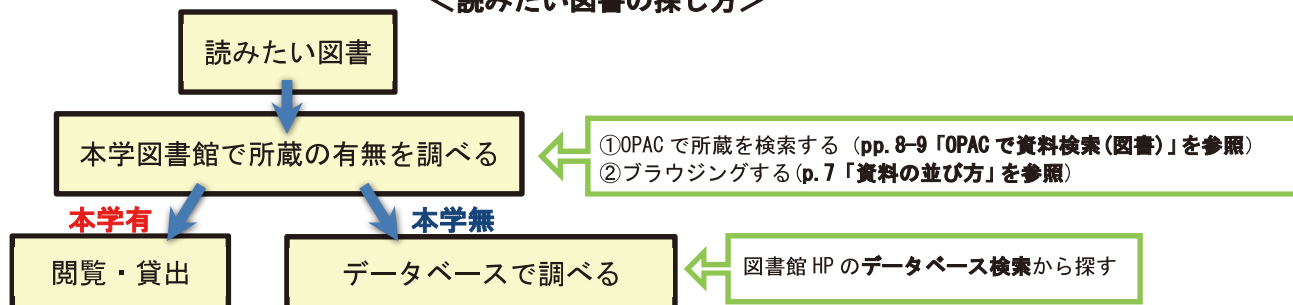 <読みたい図書の探し方>
読みたい図書
本学図書館で所蔵の有無を調べる
①OPACで所蔵を検索する（pp.8-9「OPACで資料検索(図書)」を参照）
②ブラウジングする(p.7「資料の並び方」を参照）
本学有
本学無
閲覧・貸出
データベースで調べる
図書館HPのデータベース検索から探す